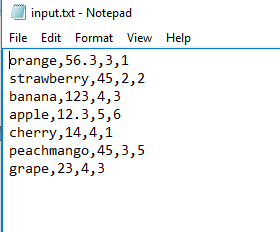 input.txt - Notepad
File Edit Format View Help
orange,56.3,3,1
strawberry,45,2,2
banana,123,4,3
apple,12.3,5,6
cherry,14,4,1
peachmango,45,3,5
grape,23,4,3